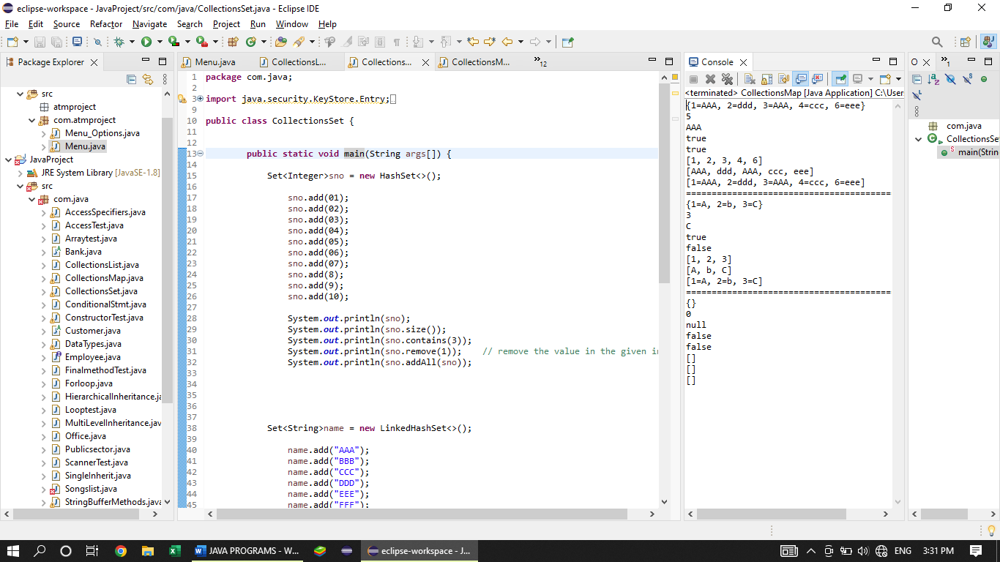 eclipse-workspace - JavaProject/src/com/java/CollectionsSet.java - Eclipse IDE
File Edit Source Refactor Navigate Search Project Run Window Help
Package Explorer
src
atmproject
com.atmproject
Menu_Options.java
Menu.java
JavaProject
JRE System Library [JavaSE-1.8]
src
com.java
AccessSpecifiers.java
AccessTest.java
Arraytest.java
Bank.java
CollectionsList.java
CollectionsMap.java
CollectionsSet.java
ConditionalStmt.java
ConstructorTest.java
Customer.java
DataTypes.java
Employee.java
FinalmethodTest.java
Forloop.java
HierarchicalInheritance.ja
Looptest.java
MultiLevelInheritance.jav
Office.java
Publicsector.java
ScannerTest.java
SingleInherit.java
Songslist.java
StringBufferMethods.java
Menu.java CollectionsL... Collections... CollectionsM... »12
1 package com.java;
2
3 import java.security.KeyStore.Entry;
9
10 public class CollectionsSet {
11
12
13 public static void main(String args[]) {
14
15 Set<Integer>sno = new HashSet<>();
16
17 sno.add(01);
18 sno.add(02);
19 sno.add(03);
20 sno.add(04);
21 sno.add(05);
22 sno.add(06);
23 sno.add(07);
24 sno.add(8);
25 sno.add(9);
26 sno.add(10);
27
28 System.out.println(sno);
29 System.out.println(sno.size());
30 System.out.println(sno.contains(3));
31 System.out.println(sno.remove(1)); // remove the value in the given in
32 System.out.println(sno.addAll(sno));
33
34
35
36
37
38 Set<String>name = new LinkedHashSet<>();
39
40 name.add("AAA");
41 name.add("BBB");
42 name.add("CCC");
43 name.add("DDD");
44 name.add("EEE");
45 name.add("FFF");
Console
<terminated> CollectionsMap [Java Application] C:\User
{1=AAA, 2=ddd, 3=AAA, 4=ccc, 6=eee}
5
AAA
true
true
[1, 2, 3, 4, 6]
[AAA, ddd, AAA, ccc, eee]
[1=AAA, 2=ddd, 3=AAA, 4=ccc, 6=eee]
========================================
{1=A, 2=b, 3=C}
3
C
true
false
[1, 2, 3]
[A, b, C]
[1=A, 2=b, 3=C]
========================================
{}
0
null
false
false
[]
[]
[]
O »1
com.java
CollectionsSe
main(Strin
JAVA PROGRAMS - W...
eclipse-workspace - J...
ENG 3:31 PM